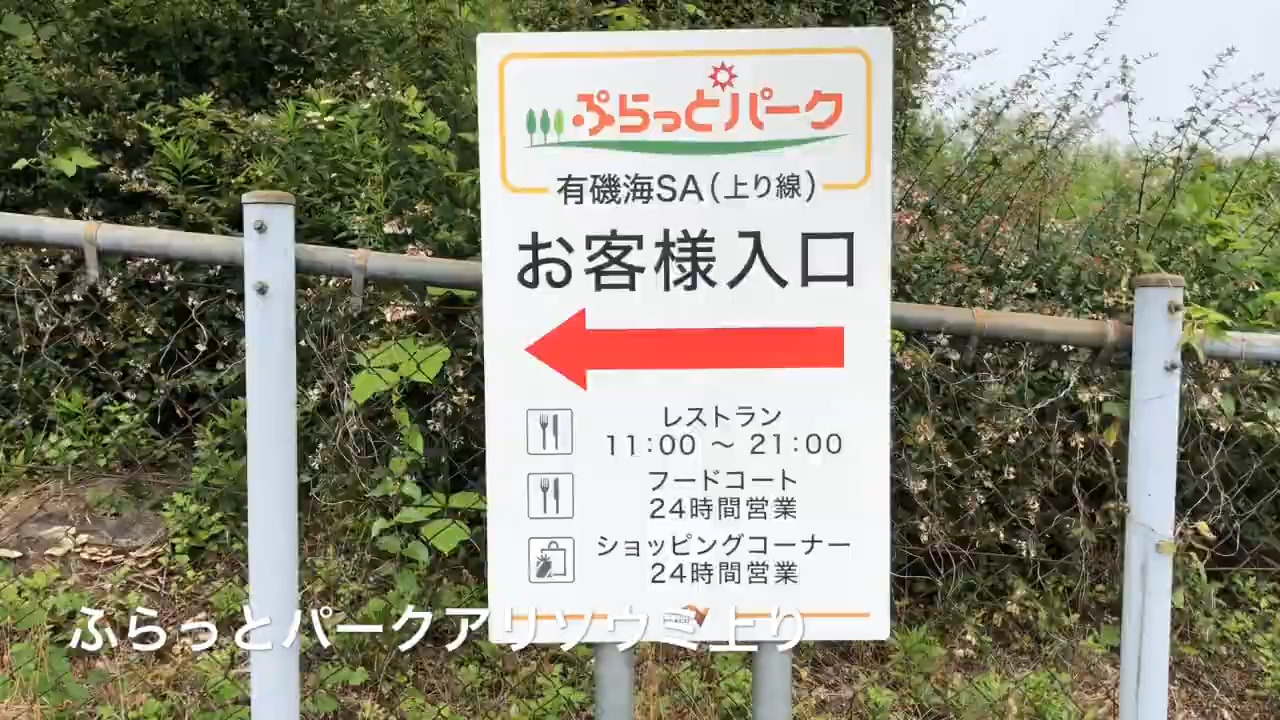 ぷらっとパーク
有磯海SA(上り線)
お客様入口
レストラン
11:00 ～ 21:00
フードコート
24時間営業
ショッピングコーナー
24時間営業
ふらっとパークアリソウミ上り